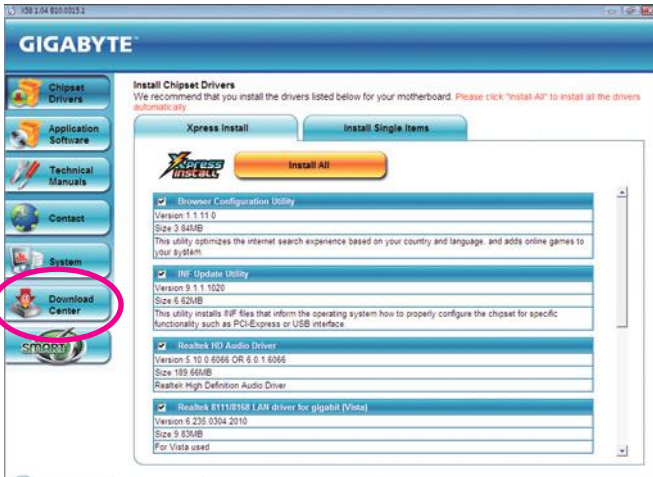 X58 1.04 B10.0015.1
GIGABYTE™
Chipset
Drivers
Application
Software
Technical
Manuals
Contact
System
Download
Center
SMART
Install Chipset Drivers
We recommend that you install the drivers listed below for your motherboard. Please click "Install All" to install all the drivers
automatically.
Xpress Install
Install Single Items
Xpress
INSTALL
Install All
Browser Configuration Utility
Version:1.1.11.0
Size:3.84MB
This utility optimizes the internet search experience based on your country and language, and adds online games to
your system.
INF Update Utility
Version:9.1.1.1020
Size:6.62MB
This utility installs INF files that inform the operating system how to properly configure the chipset for specific
functionality such as PCI-Express or USB interface.
Realtek HD Audio Driver
Version:5.10.0.6066 OR 6.0.1.6066
Size:189.66MB
Realtek High Definition Audio Driver
Realtek 8111/8168 LAN driver for gigabit (Vista)
Version:6.235.0304.2010
Size:9.83MB
For Vista used